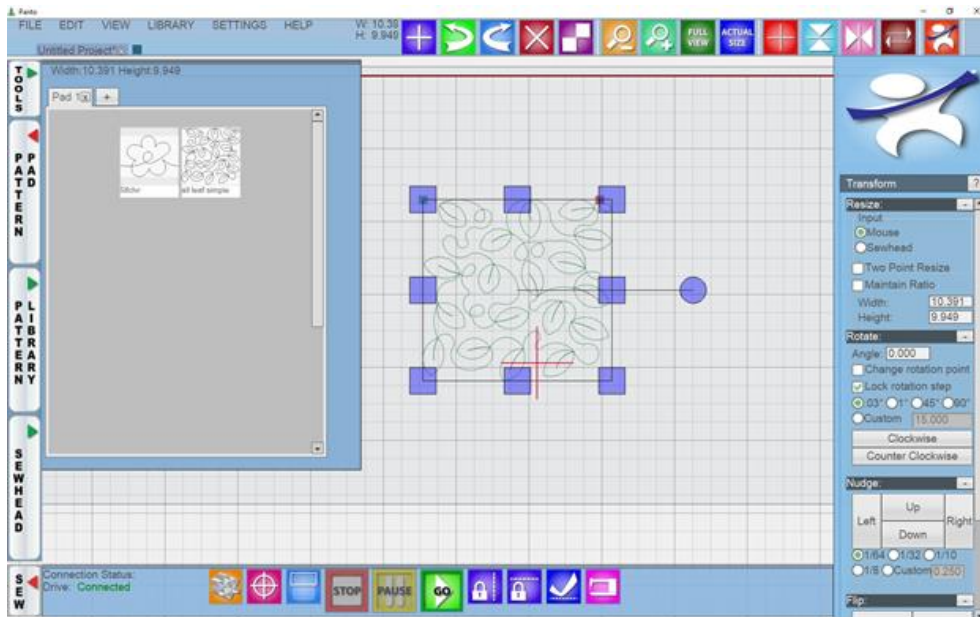 Panto
FILE EDIT VIEW LIBRARY SETTINGS HELP
W: 10.39
H: 9.949
FULL VIEW
ACTUAL SIZE
Untitled Project*
Width:10.391 Height:9.949
Pad 1
+
TOOLS
PATTERN PAD
PATTERN LIBRARY
SEWHEAD
SEW
all leaf simple
Transform
?
Resize:
Input
Mouse
Sewhead
Two Point Resize
Maintain Ratio
Width: 10.391
Height: 9.949
Rotate:
Angle: 0.000
Change rotation point
Lock rotation step
.03° 1° 45° 90°
Custom 15.000
Clockwise
Counter Clockwise
Nudge:
Up
Left Right
Down
1/64 1/32 1/10
1/8 Custom 0.250
Flip:
Connection Status:
Drive: Connected
STOP PAUSE GO